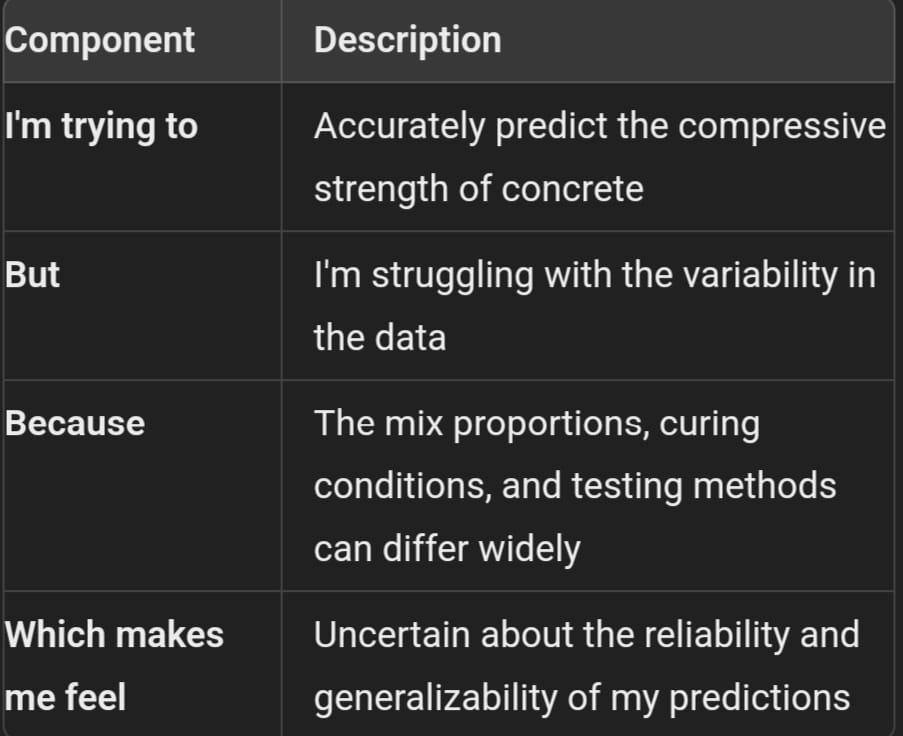 Component Description
I'm trying to Accurately predict the compressive
strength of concrete
But I'm struggling with the variability in
the data
Because The mix proportions, curing
conditions, and testing methods
can differ widely
Which makes Uncertain about the reliability and
me feel generalizability of my predictions